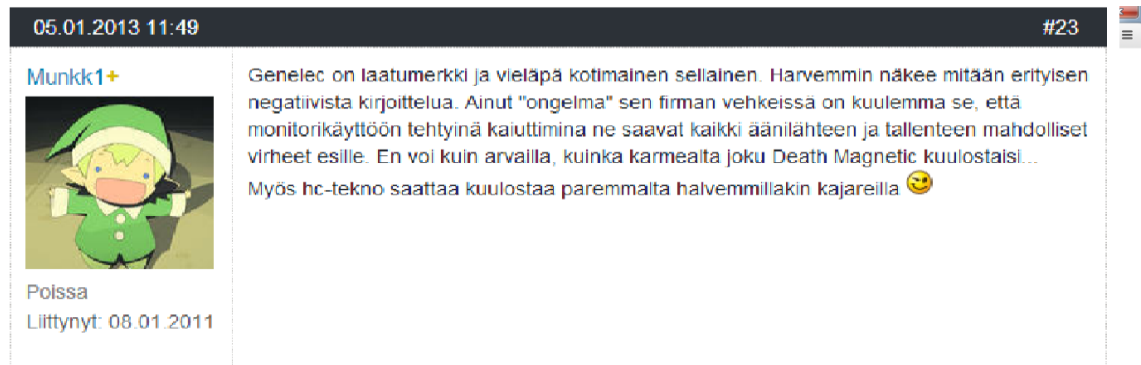 05.01.2013 11:49
#23
Munkk1+
Genelec on laatumerkki ja vieläpä kotimainen sellainen. Harvemmin näkee mitään erityisen
negatiivista kirjoittelua. Ainut "ongelma" sen firman vehkeissä on kuulemma se, että
monitorikäyttöön tehtyinä kaiuttimina ne saavat kaikki äänilähteen ja tallenteen mahdolliset
virheet esille. En voi kuin arvailla, kuinka karmealta joku Death Magnetic kuulostaisi...
Myös hc-tekno saattaa kuulostaa paremmalta halvemmillakin kajareilla
Poissa
Liittynyt: 08.01.2011